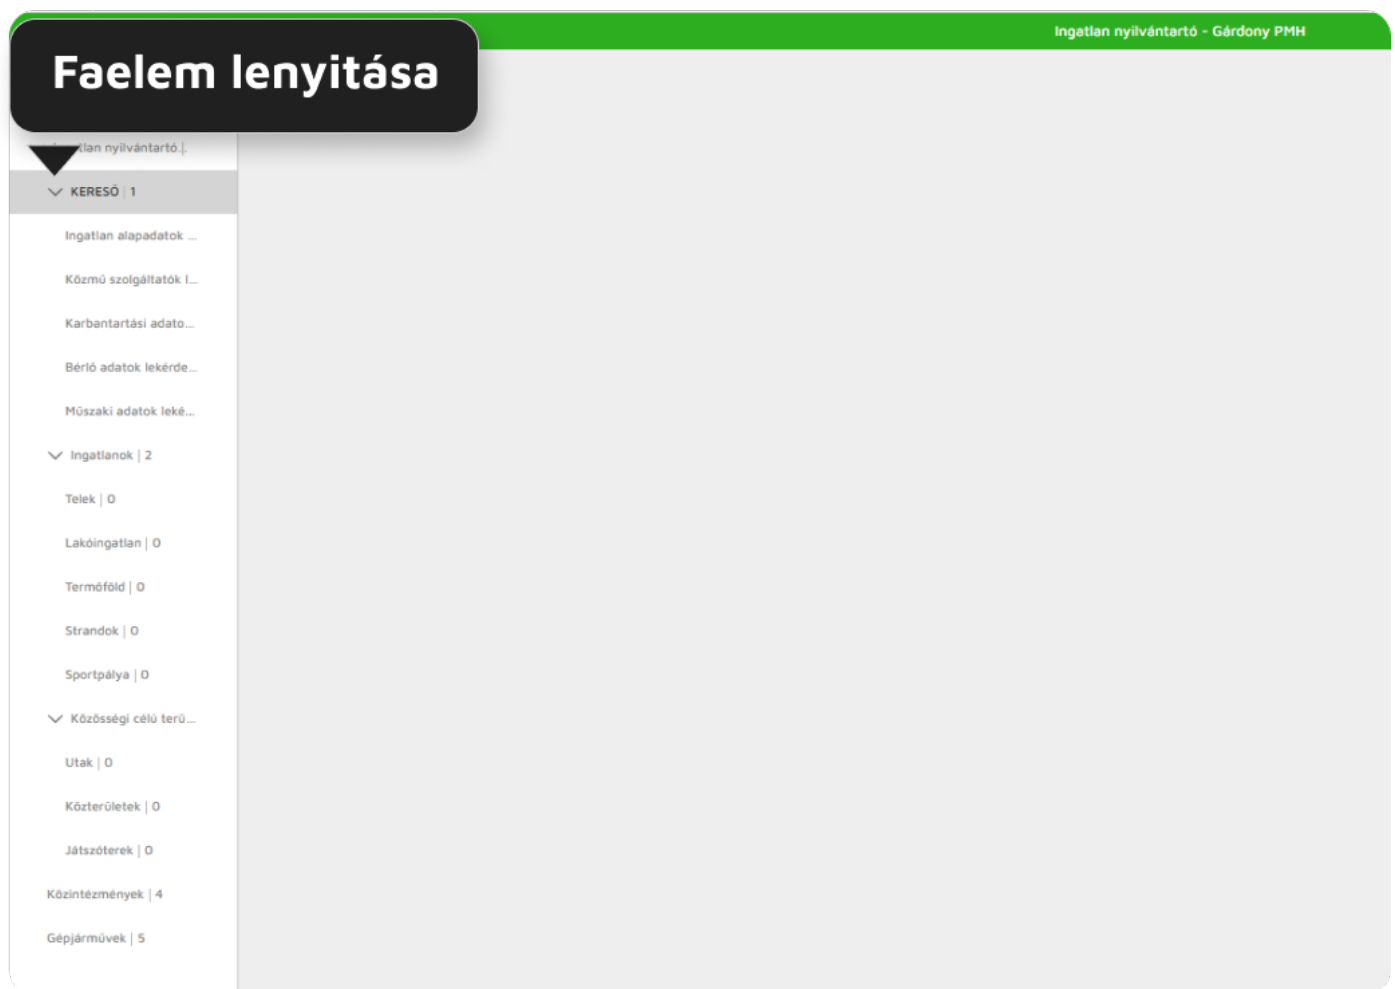 Ingatlan nyilvántartó - Gárdony PMH
Faelem lenyitása
nyilvántartó.|.
KERESŐ | 1
Ingatlan alapadatok ...
Közmű szolgáltatók l...
Karbantartási adato...
Bérlő adatok lekérde...
Műszaki adatok leké...
Ingatlanok | 2
Telek | 0
Lakóingatlan | 0
Termőföld | 0
Strandok | 0
Sportpálya | 0
Közösségi célú terü...
Utak | 0
Közterületek | 0
Játszóterek | 0
Közintézmények | 4
Gépjárművek | 5